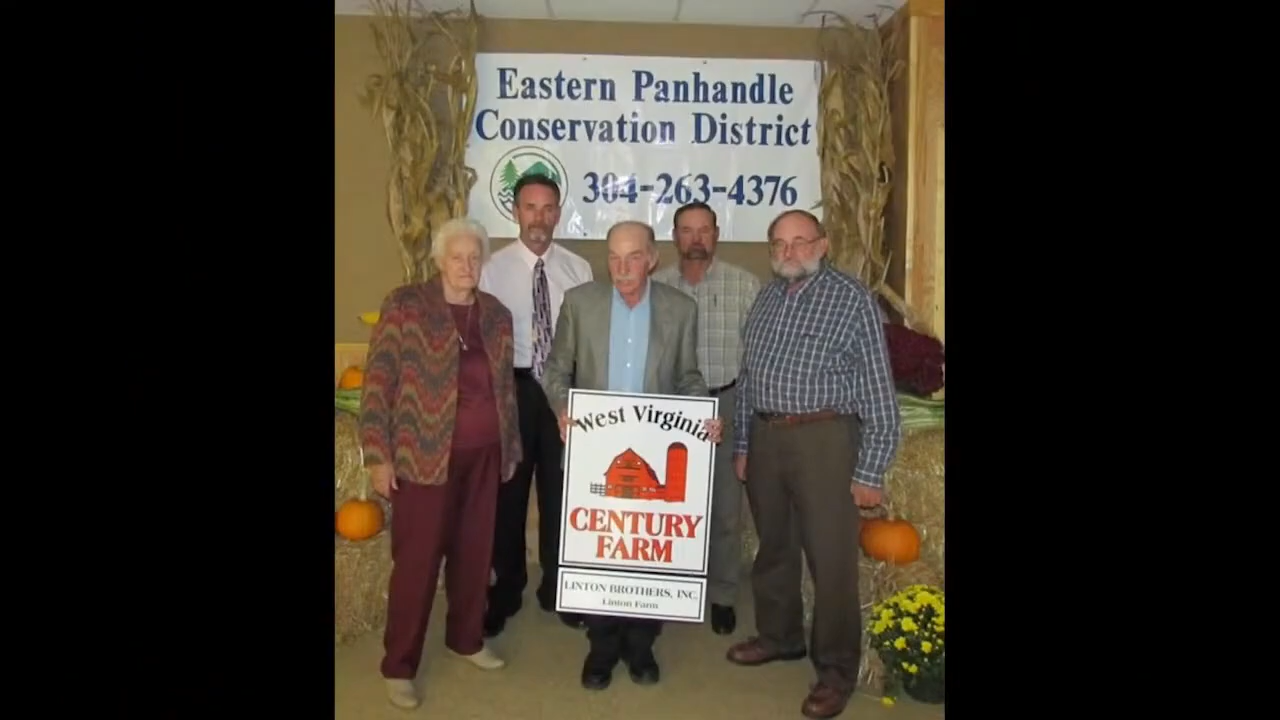 Eastern Panhandle
Conservation District
304-263-4376
West Virginia
CENTURY
FARM
LINTON BROTHERS, INC.
Linton Farm